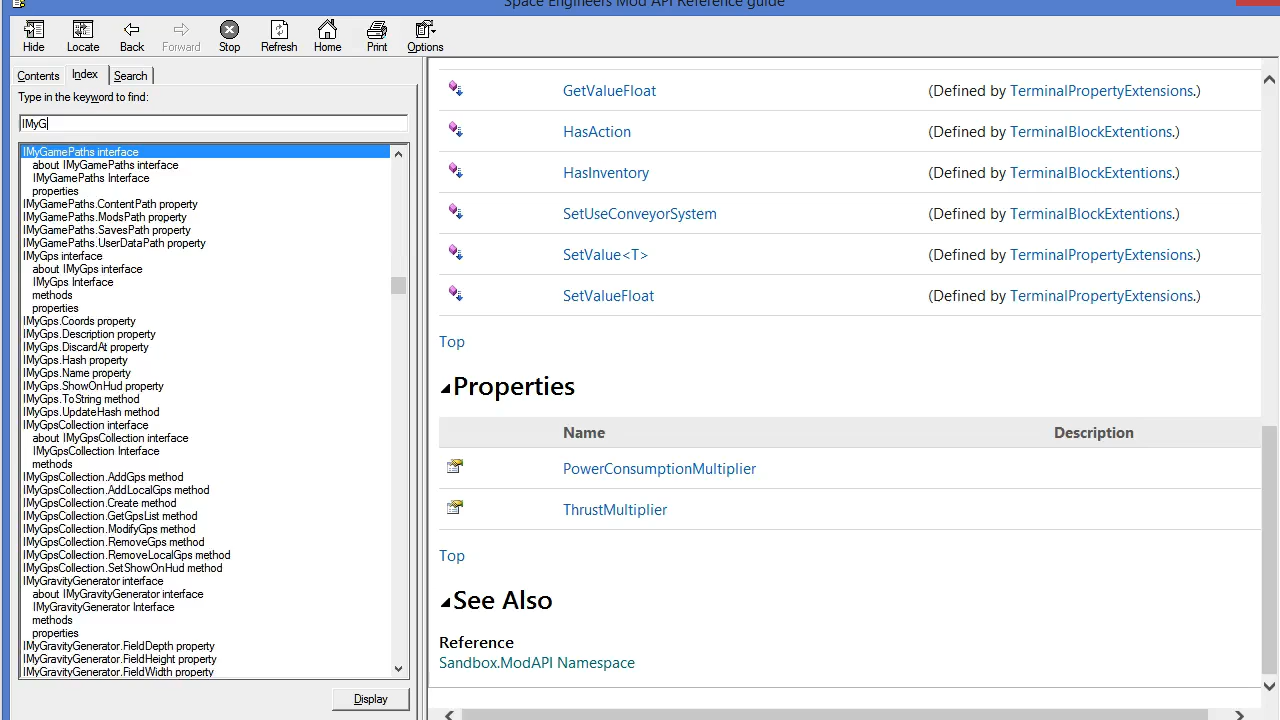 Space Engineers Mod API Reference guide
Hide Locate Back Forward Stop Refresh Home Print Options
Contents Index Search
Type in the keyword to find:
IMyG
IMyGamePaths interface
about IMyGamePaths interface
IMyGamePaths Interface
properties
IMyGamePaths.ContentPath property
IMyGamePaths.ModsPath property
IMyGamePaths.SavesPath property
IMyGamePaths.UserDataPath property
IMyGps interface
about IMyGps interface
IMyGps Interface
methods
properties
IMyGps.Coords property
IMyGps.Description property
IMyGps.DiscardAt property
IMyGps.Hash property
IMyGps.Name property
IMyGps.ShowOnHud property
IMyGps.ToString method
IMyGps.UpdateHash method
IMyGpsCollection interface
about IMyGpsCollection interface
IMyGpsCollection Interface
methods
IMyGpsCollection.AddGps method
IMyGpsCollection.AddLocalGps method
IMyGpsCollection.Create method
IMyGpsCollection.GetGpsList method
IMyGpsCollection.ModifyGps method
IMyGpsCollection.RemoveGps method
IMyGpsCollection.RemoveLocalGps method
IMyGpsCollection.SetShowOnHud method
IMyGravityGenerator interface
about IMyGravityGenerator interface
IMyGravityGenerator Interface
methods
properties
IMyGravityGenerator.FieldDepth property
IMyGravityGenerator.FieldHeight property
IMyGravityGenerator.FieldWidth property
Display
GetValueFloat (Defined by TerminalPropertyExtensions.)
HasAction (Defined by TerminalBlockExtentions.)
HasInventory (Defined by TerminalBlockExtentions.)
SetUseConveyorSystem (Defined by TerminalBlockExtentions.)
SetValue<T> (Defined by TerminalPropertyExtensions.)
SetValueFloat (Defined by TerminalPropertyExtensions.)
Top
Properties
Name Description
PowerConsumptionMultiplier
ThrustMultiplier
Top
See Also
Reference
Sandbox.ModAPI Namespace